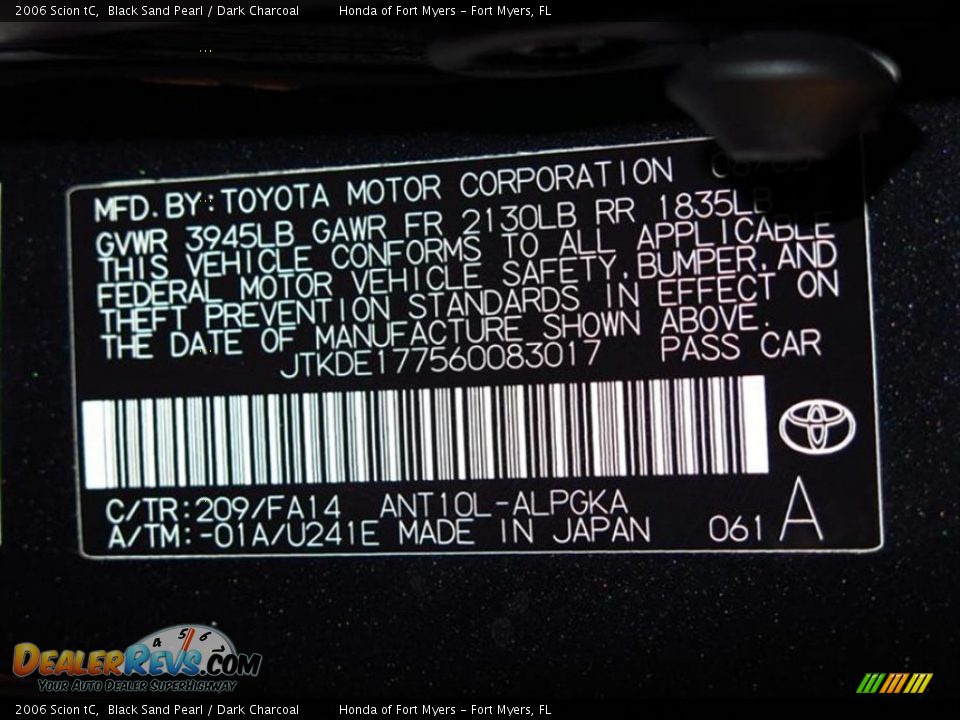 2006 Scion tC, Black Sand Pearl / Dark Charcoal Honda of Fort Myers - Fort Myers, FL
MFD. BY: TOYOTA MOTOR CORPORATION
GVWR 3945LB GAWR FR 2130LB RR 1835LB
THIS VEHICLE CONFORMS TO ALL APPLICABLE
FEDERAL MOTOR VEHICLE SAFETY, BUMPER, AND
THEFT PREVENTION STANDARDS IN EFFECT ON
THE DATE OF MANUFACTURE SHOWN ABOVE.
JTKDE177560083017 PASS CAR
C/TR: 209/FA14 ANT10L-ALPGKA
A/TM: -01A/U241E MADE IN JAPAN 061 A
4 5 6
DEALERREVS.COM
YOUR AUTO DEALER SUPERHIGHWAY
2006 Scion tC, Black Sand Pearl / Dark Charcoal Honda of Fort Myers - Fort Myers, FL